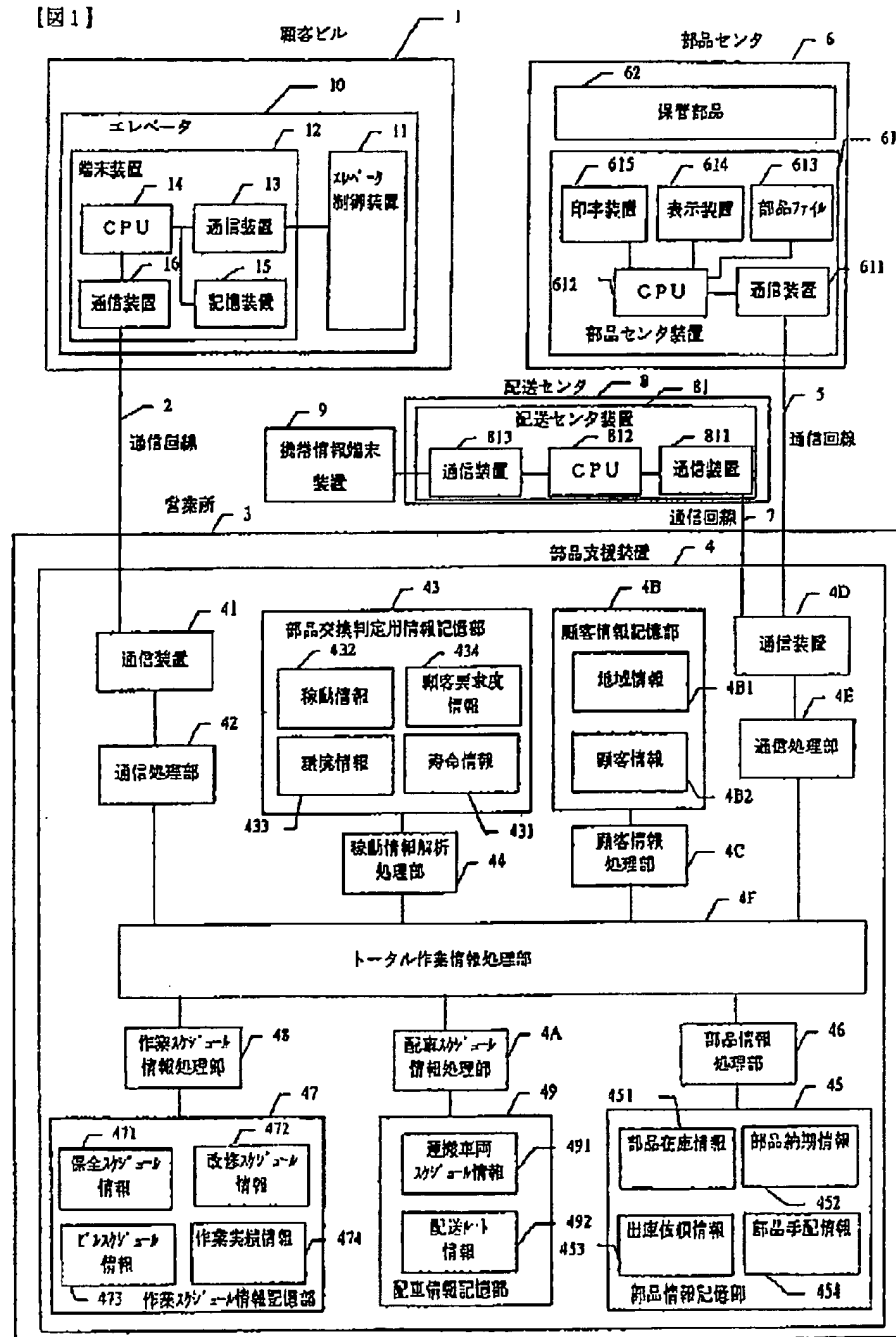 【図1】
顧客ビル
1
10
エレベータ
12
端末装置
14
CPU
13
通信装置
11
エレベータ
制御装置
16
通信装置
15
記憶装置
部品センタ
6
62
保管部品
61
615
印字装置
614
表示装置
613
部品ファイル
612
CPU
611
通信装置
部品センタ装置
2
通信回線
5
通信回線
配送センタ
8
81
配送センタ装置
9
携帯情報端末
装置
813
通信装置
812
CPU
811
通信装置
通信回線
7
営業所
3
部品支援装置
4
41
通信装置
42
通信処理部
43
部品交換判定用情報記憶部
432
稼動情報
434
顧客要求度
情報
環境情報
433
寿命情報
431
稼動情報解析
処理部
44
4B
顧客情報記憶部
地域情報
4B1
顧客情報
4B2
顧客情報
処理部
4C
4D
通信装置
4E
通信処理部
4F
トータル作業情報処理部
作業スケジュール
情報処理部
48
配車スケジュール
情報処理部
4A
部品情報
処理部
46
47
471
保全スケジュール
情報
472
改修スケジュール
情報
ビルスケジュール
情報
473
作業実績情報
474
作業スケジュール情報記憶部
49
運搬車両
スケジュール情報
491
配送ルート
情報
492
配車情報記憶部
45
451
部品在庫情報
部品納期情報
452
453
出庫依頼情報
部品手配情報
454
部品情報記憶部